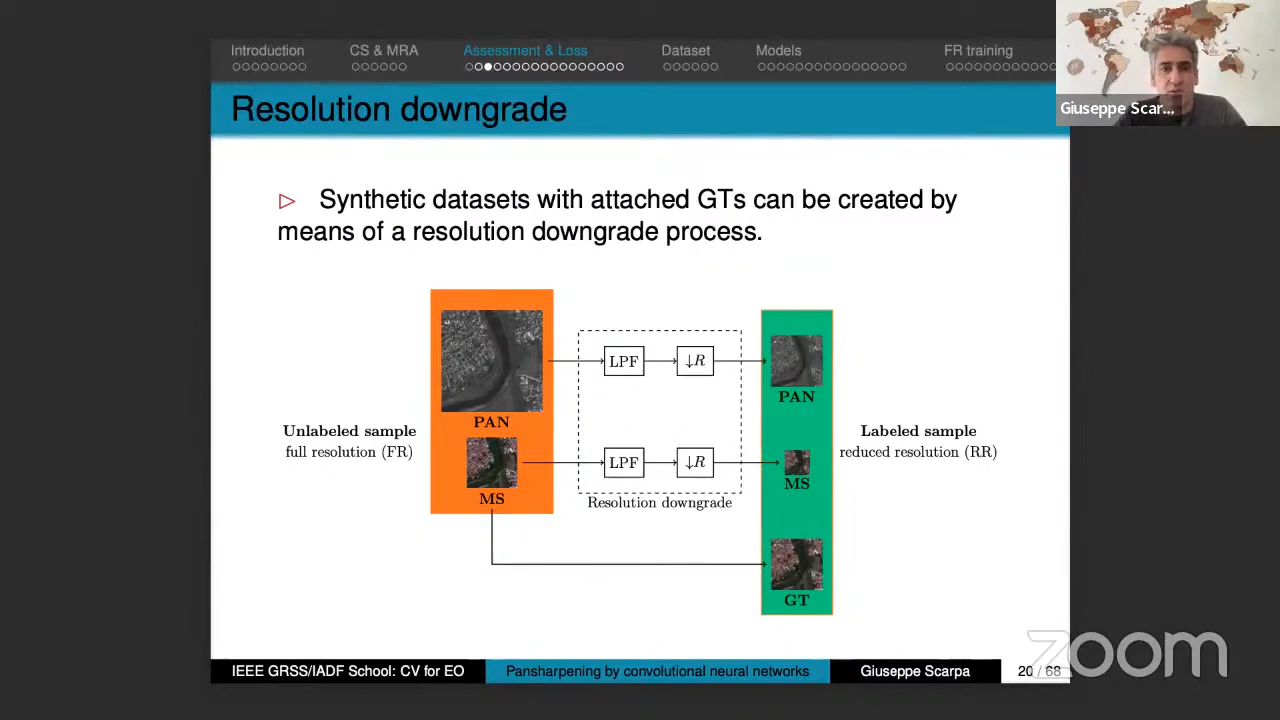 Introduction
CS & MRA
Assessment & Loss
Dataset
Models
FR training
Giuseppe Scar...
Resolution downgrade
▷ Synthetic datasets with attached GTs can be created by
means of a resolution downgrade process.
LPF
↓R
PAN
PAN
Unlabeled sample
full resolution (FR)
Labeled sample
reduced resolution (RR)
LPF
↓R
MS
MS
Resolution downgrade
GT
IEEE GRSS/IADF School: CV for EO
Pansharpening by convolutional neural networks
Giuseppe Scarpa
20 / 68
zoom